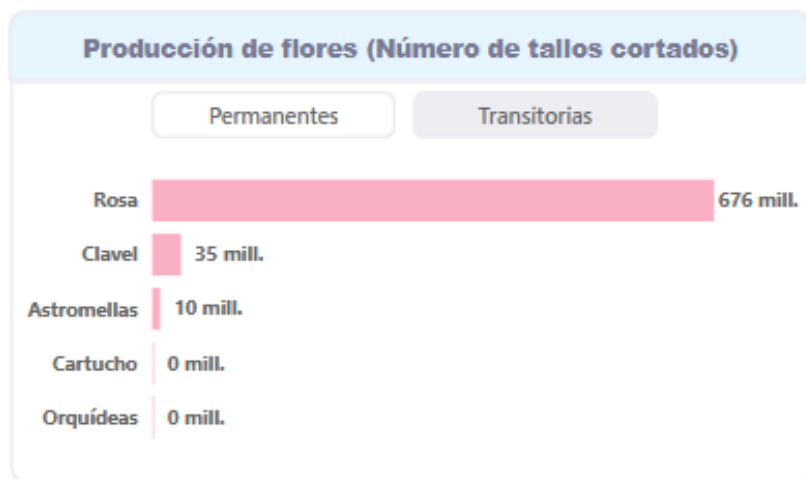 Producción de flores (Número de tallos cortados)
Permanentes Transitorias
Rosa 676 mill.
Clavel 35 mill.
Astromellas 10 mill.
Cartucho 0 mill.
Orquídeas 0 mill.